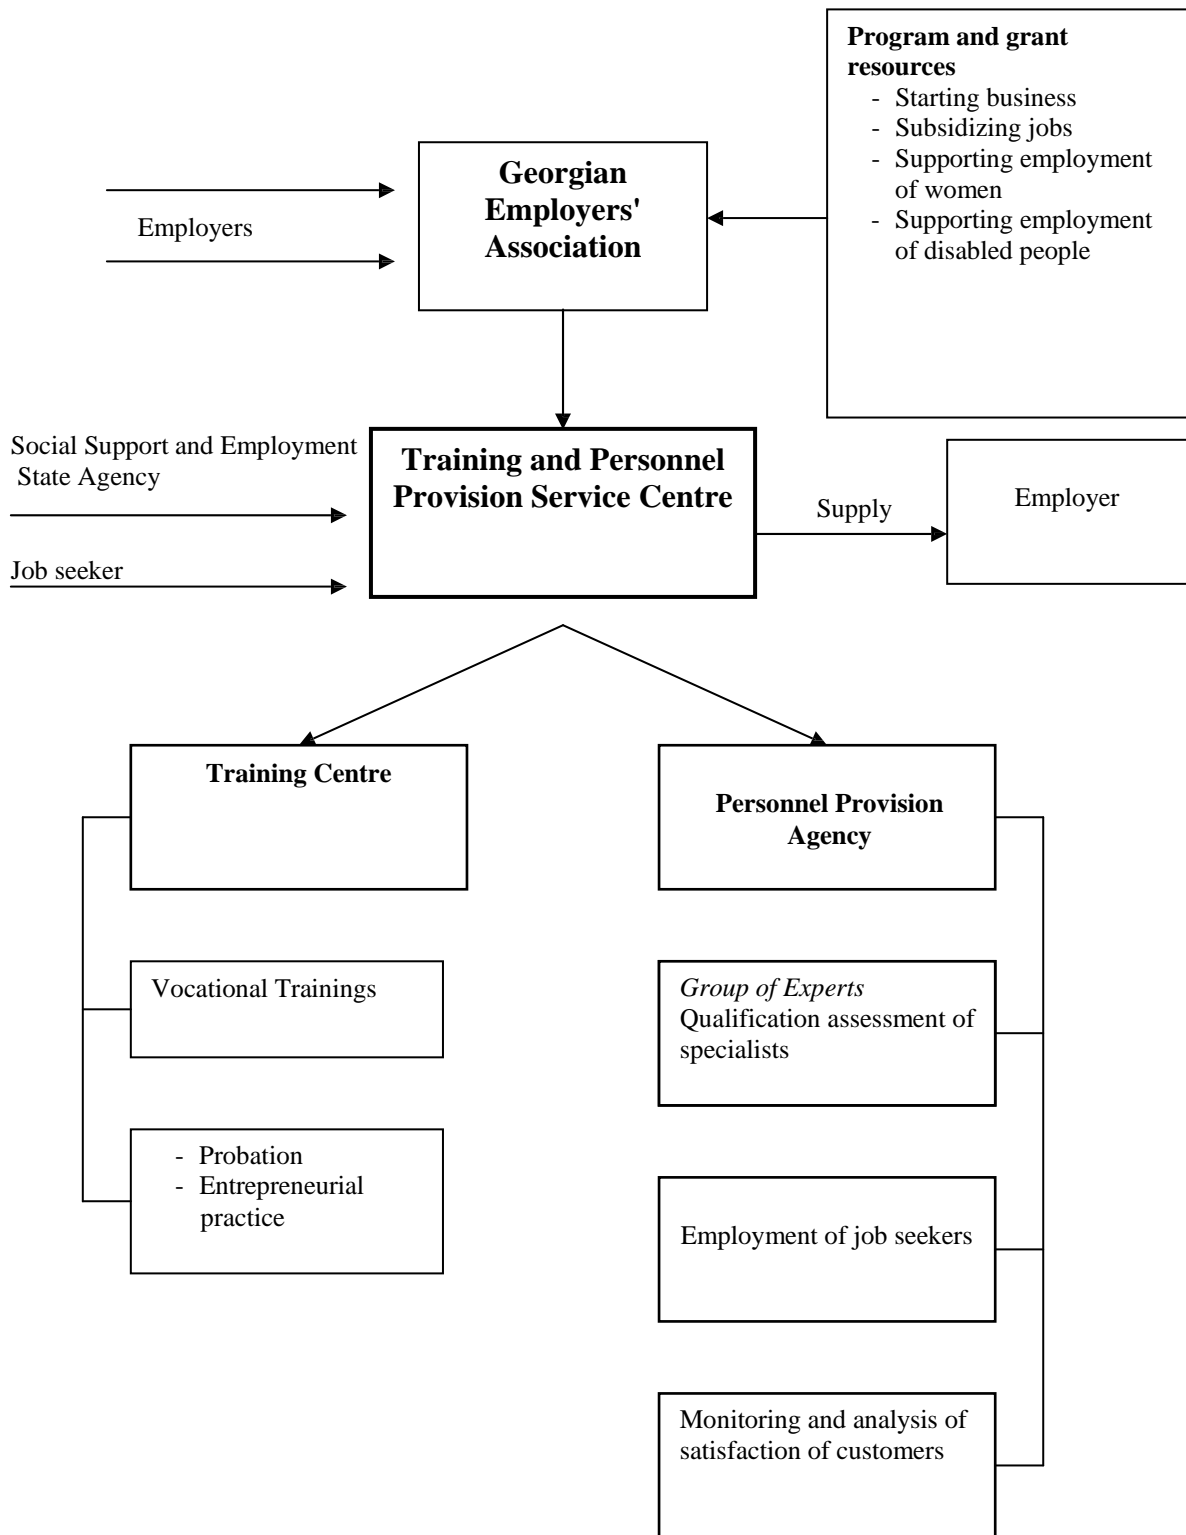 Program and grant
resources
- Starting business
- Subsidizing jobs
- Supporting employment
of women
- Supporting employment
of disabled people
Georgian
Employers'
Association
Employers
Social Support and Employment
State Agency
Job seeker
Training and Personnel
Provision Service Centre
Supply
Employer
Training Centre
Vocational Trainings
- Probation
- Entrepreneurial
practice
Personnel Provision
Agency
Group of Experts
Qualification assessment of
specialists
Employment of job seekers
Monitoring and analysis of
satisfaction of customers